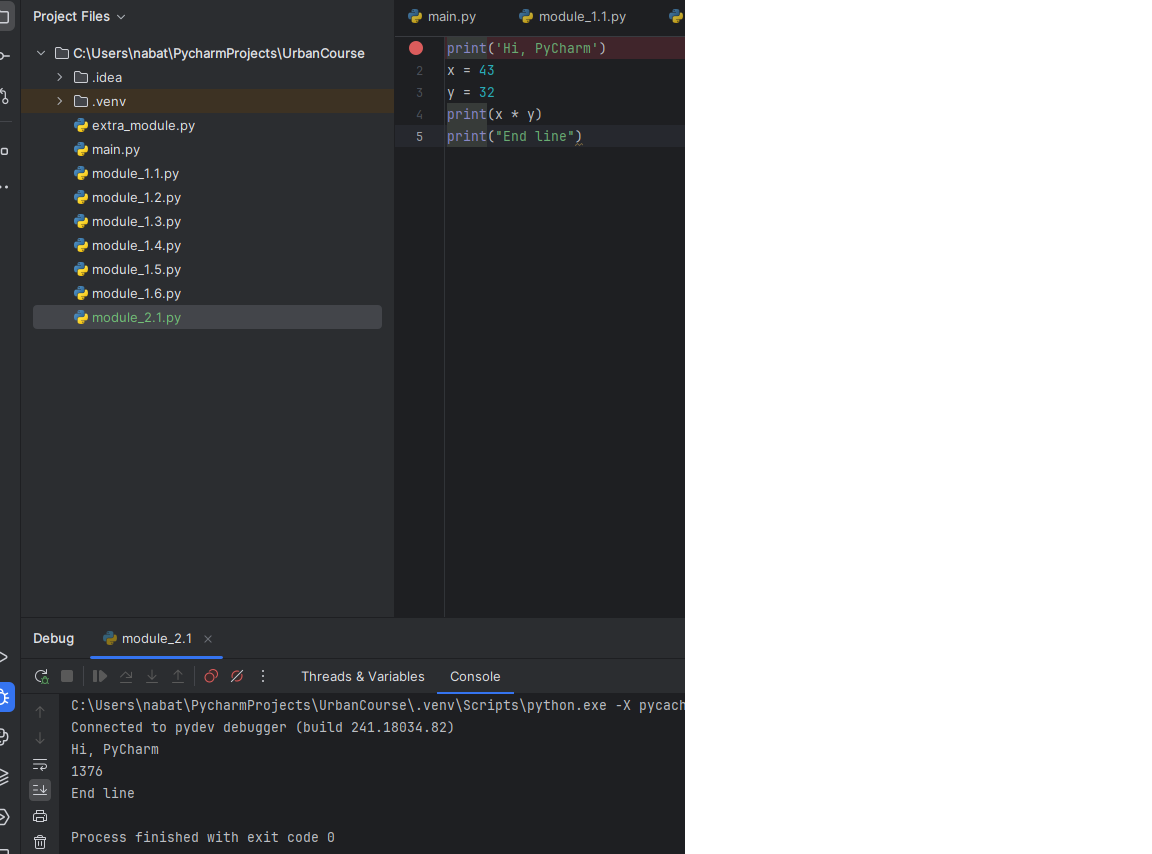 Project Files
C:\Users\nabat\PycharmProjects\UrbanCourse
.idea
.venv
extra_module.py
main.py
module_1.1.py
module_1.2.py
module_1.3.py
module_1.4.py
module_1.5.py
module_1.6.py
module_2.1.py
main.py module_1.1.py
print('Hi, PyCharm')
2 x = 43
3 y = 32
4 print(x * y)
5 print("End line")
Debug module_2.1
Threads & Variables Console
C:\Users\nabat\PycharmProjects\UrbanCourse\.venv\Scripts\python.exe -X pycach
Connected to pydev debugger (build 241.18034.82)
Hi, PyCharm
1376
End line
Process finished with exit code 0